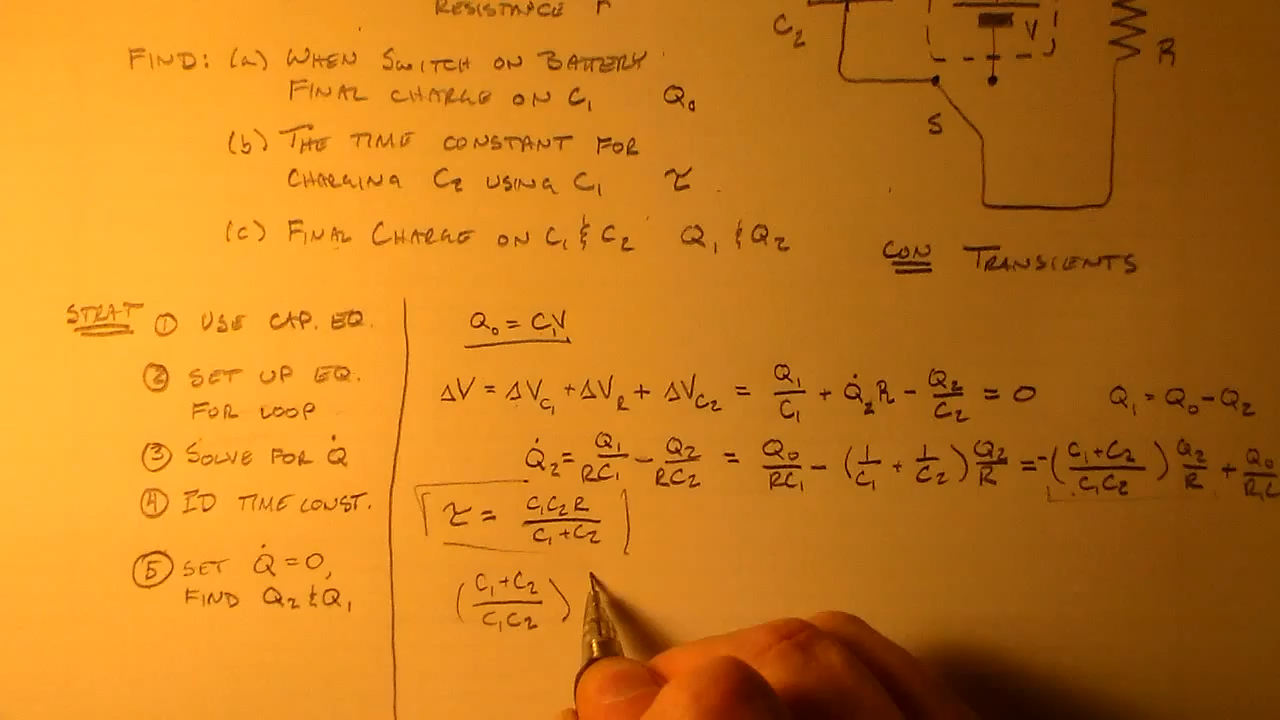 RESISTANCE r
C₂
V
R
S
FIND: (a) WHEN SWITCH ON BATTERY
FINAL CHARGE ON C₁ Q₀
(b) THE TIME CONSTANT FOR
CHARGING C₂ USING C₁ τ
(c) FINAL CHARGE ON C₁ & C₂ Q₁ & Q₂
CON TRANSIENTS
STRAT ① USE CAP. EQ.
② SET UP EQ.
FOR LOOP
③ SOLVE FOR Q̇
④ ID TIME CONST.
⑤ SET Q̇ = 0,
FIND Q₂ & Q₁
Q₀ = C₁V
ΔV = ΔV_C₁ + ΔV_R + ΔV_C₂ = Q₁/C₁ + Q̇₂R - Q₂/C₂ = 0 Q₁ = Q₀ - Q₂
Q̇₂ = Q₁/RC₁ - Q₂/RC₂ = Q₀/RC₁ - (1/C₁ + 1/C₂) Q₂/R = -(C₁+C₂/C₁C₂) Q₂/R + Q₀/RC
τ = C₁C₂R/C₁+C₂
(C₁+C₂/C₁C₂)